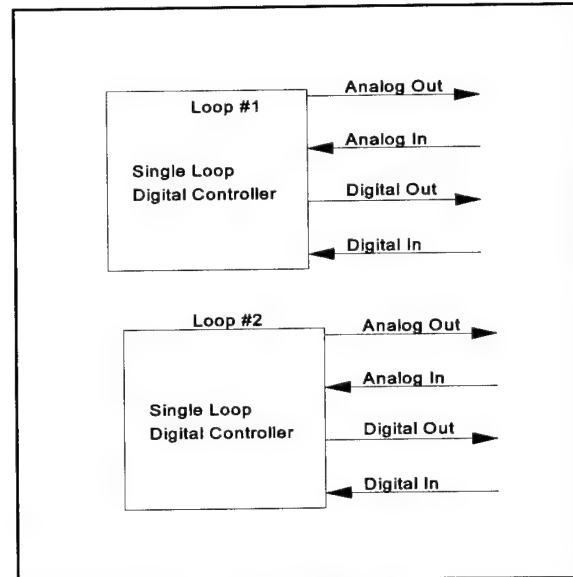 Loop #1
Single Loop
Digital Controller
Analog Out
Analog In
Digital Out
Digital In
Loop #2
Single Loop
Digital Controller
Analog Out
Analog In
Digital Out
Digital In